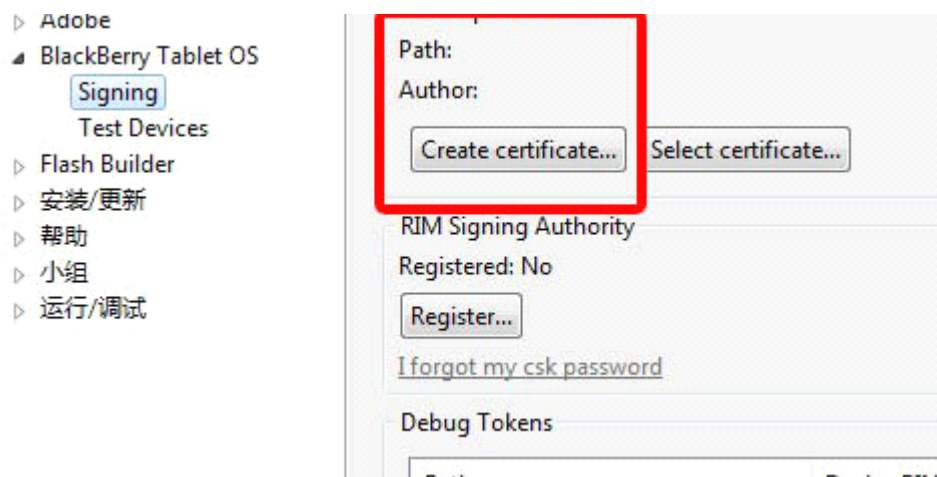 Adobe
BlackBerry Tablet OS
Signing
Test Devices
Flash Builder
安装/更新
帮助
小组
运行/调试
Path:
Author:
Create certificate... Select certificate...
RIM Signing Authority
Registered: No
Register...
I forgot my csk password
Debug Tokens